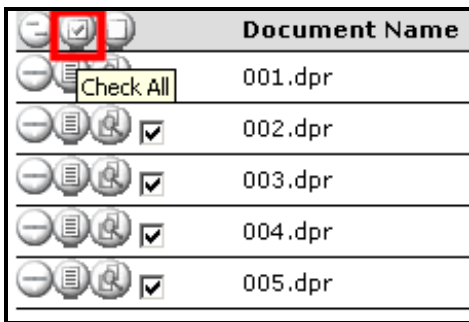 Document Name
001.dpr
Check All
002.dpr
003.dpr
004.dpr
005.dpr